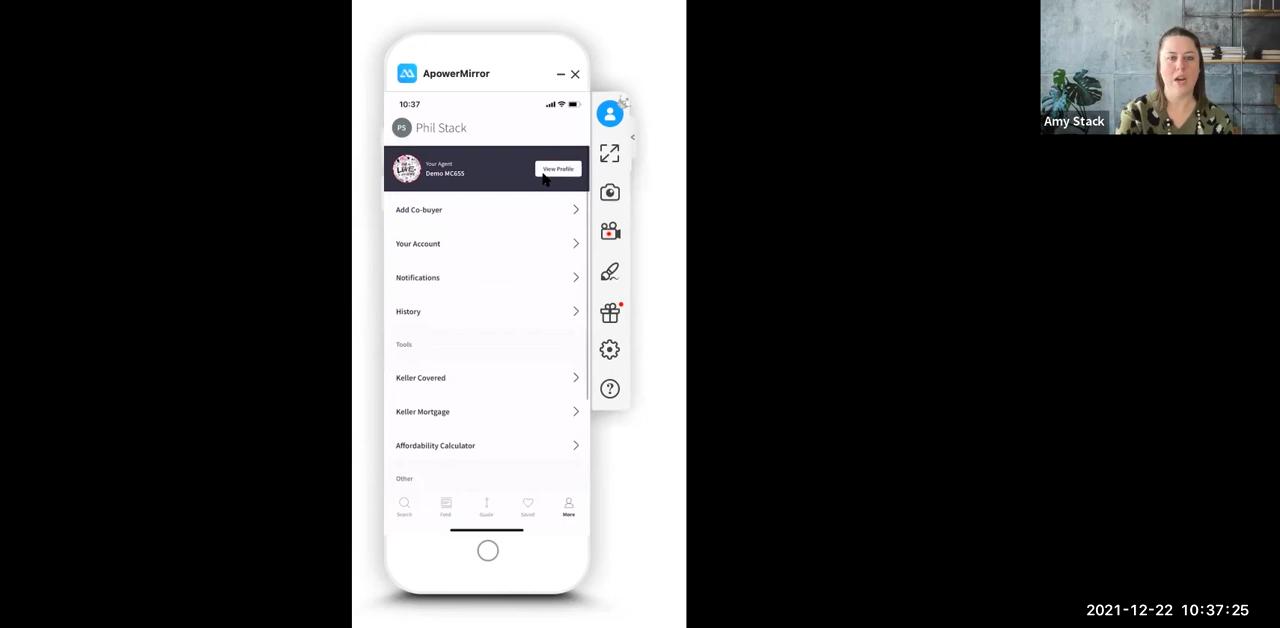 ApowerMirror
10:37
PS Phil Stack
Your Agent
Demo MC655
View Profile
Add Co-buyer
Your Account
Notifications
History
Tools
Keller Covered
Keller Mortgage
Affordability Calculator
Other
Search Feed Guide Saved More
Amy Stack
2021-12-22 10:37:25